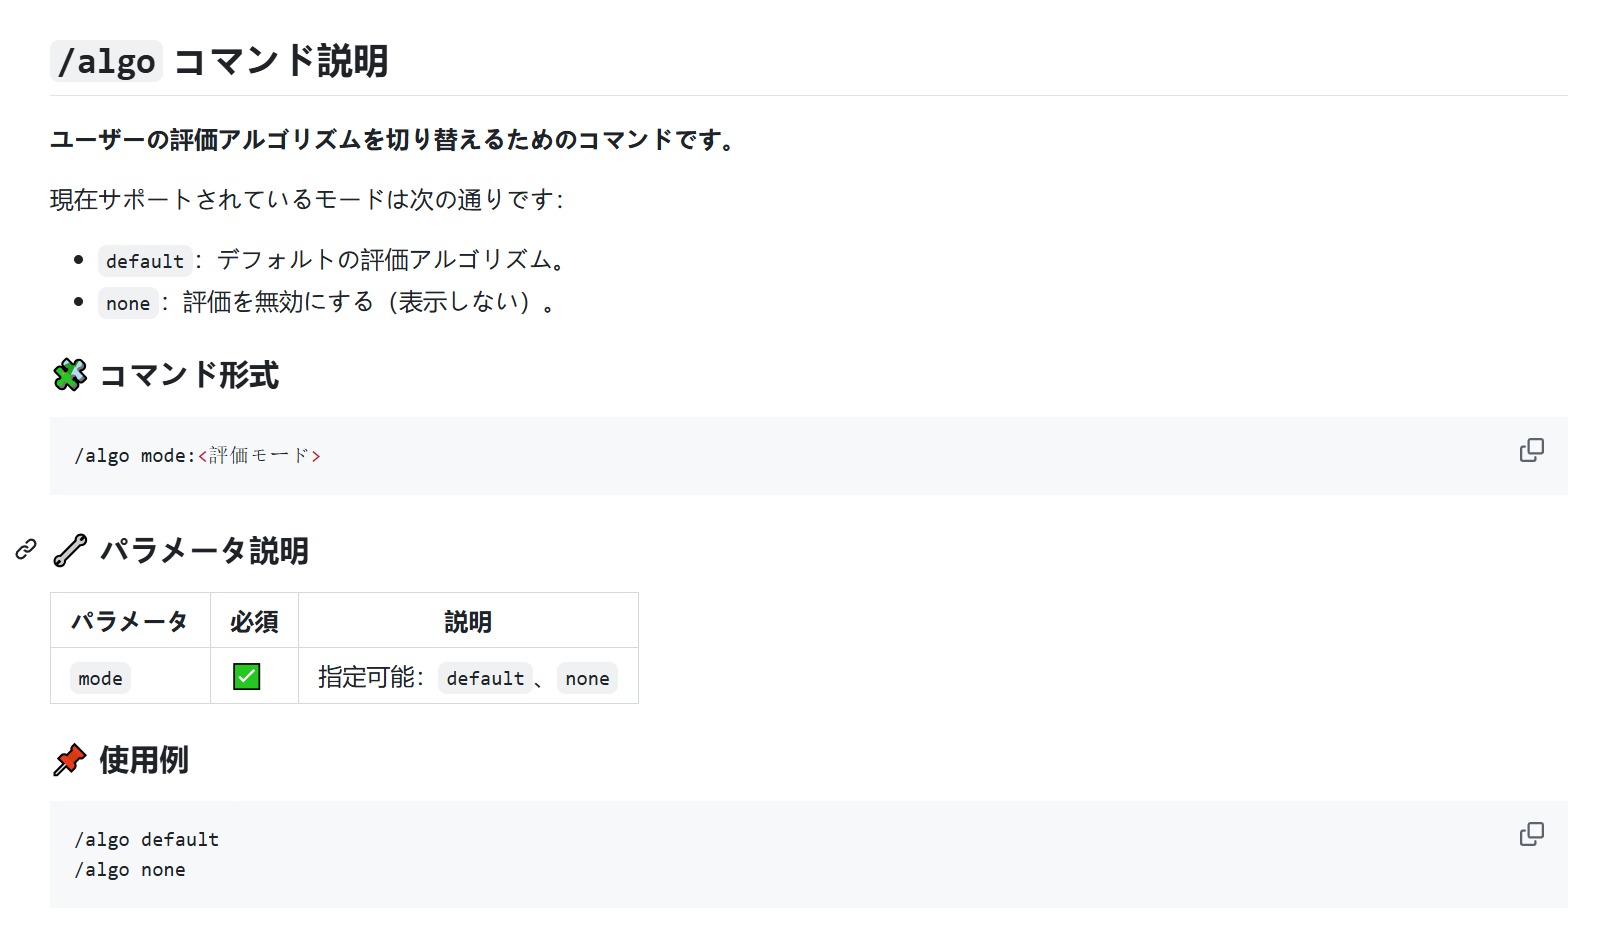 /algo コマンド説明
ユーザーの評価アルゴリズムを切り替えるためのコマンドです。
現在サポートされているモードは次の通りです：
default：デフォルトの評価アルゴリズム。
none：評価を無効にする（表示しない）。
コマンド形式
/algo mode:<評価モード>
パラメータ説明
パラメータ 必須 説明
mode ✅ 指定可能：default、none
使用例
/algo default
/algo none